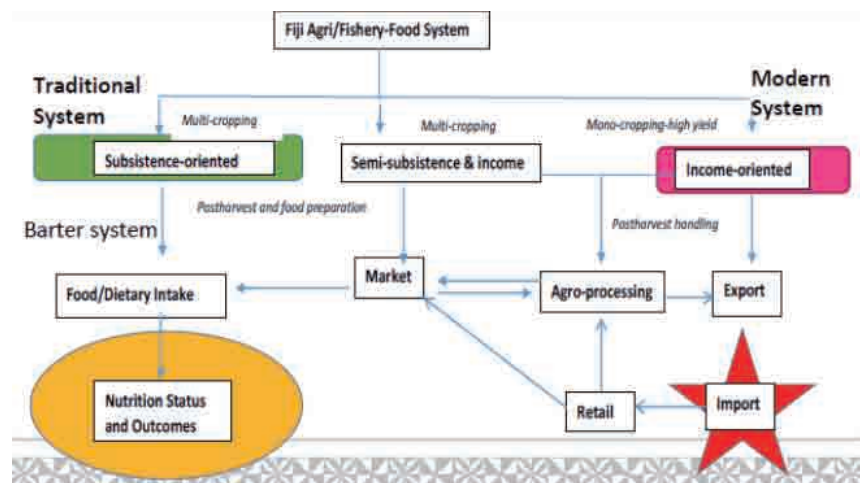 Fiji Agri/Fishery-Food System
Traditional
System
Modern
System
Multi-cropping
Multi-cropping
Mono-cropping-high yield
Subsistence-oriented
Semi-subsistence & income
Income-oriented
Postharvest and food preparation
Postharvest handling
Barter system
Market
Food/Dietary Intake
Agro-processing
Export
Nutrition Status
and Outcomes
Retail
Import